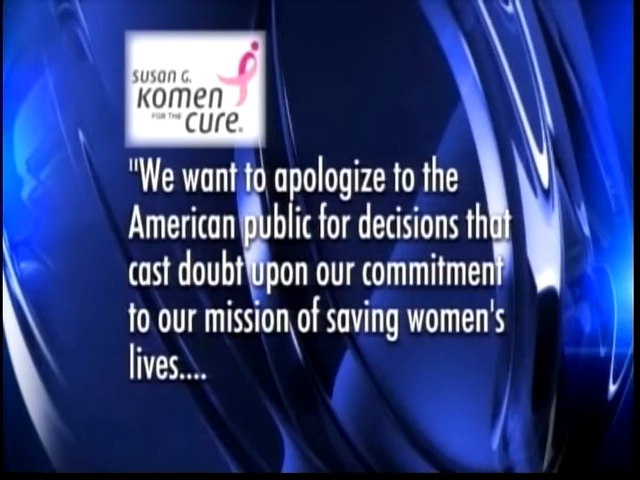 susan G.
komen
FOR THE
cure.
"We want to apologize to the
American public for decisions that
cast doubt upon our commitment
to our mission of saving women's
lives....